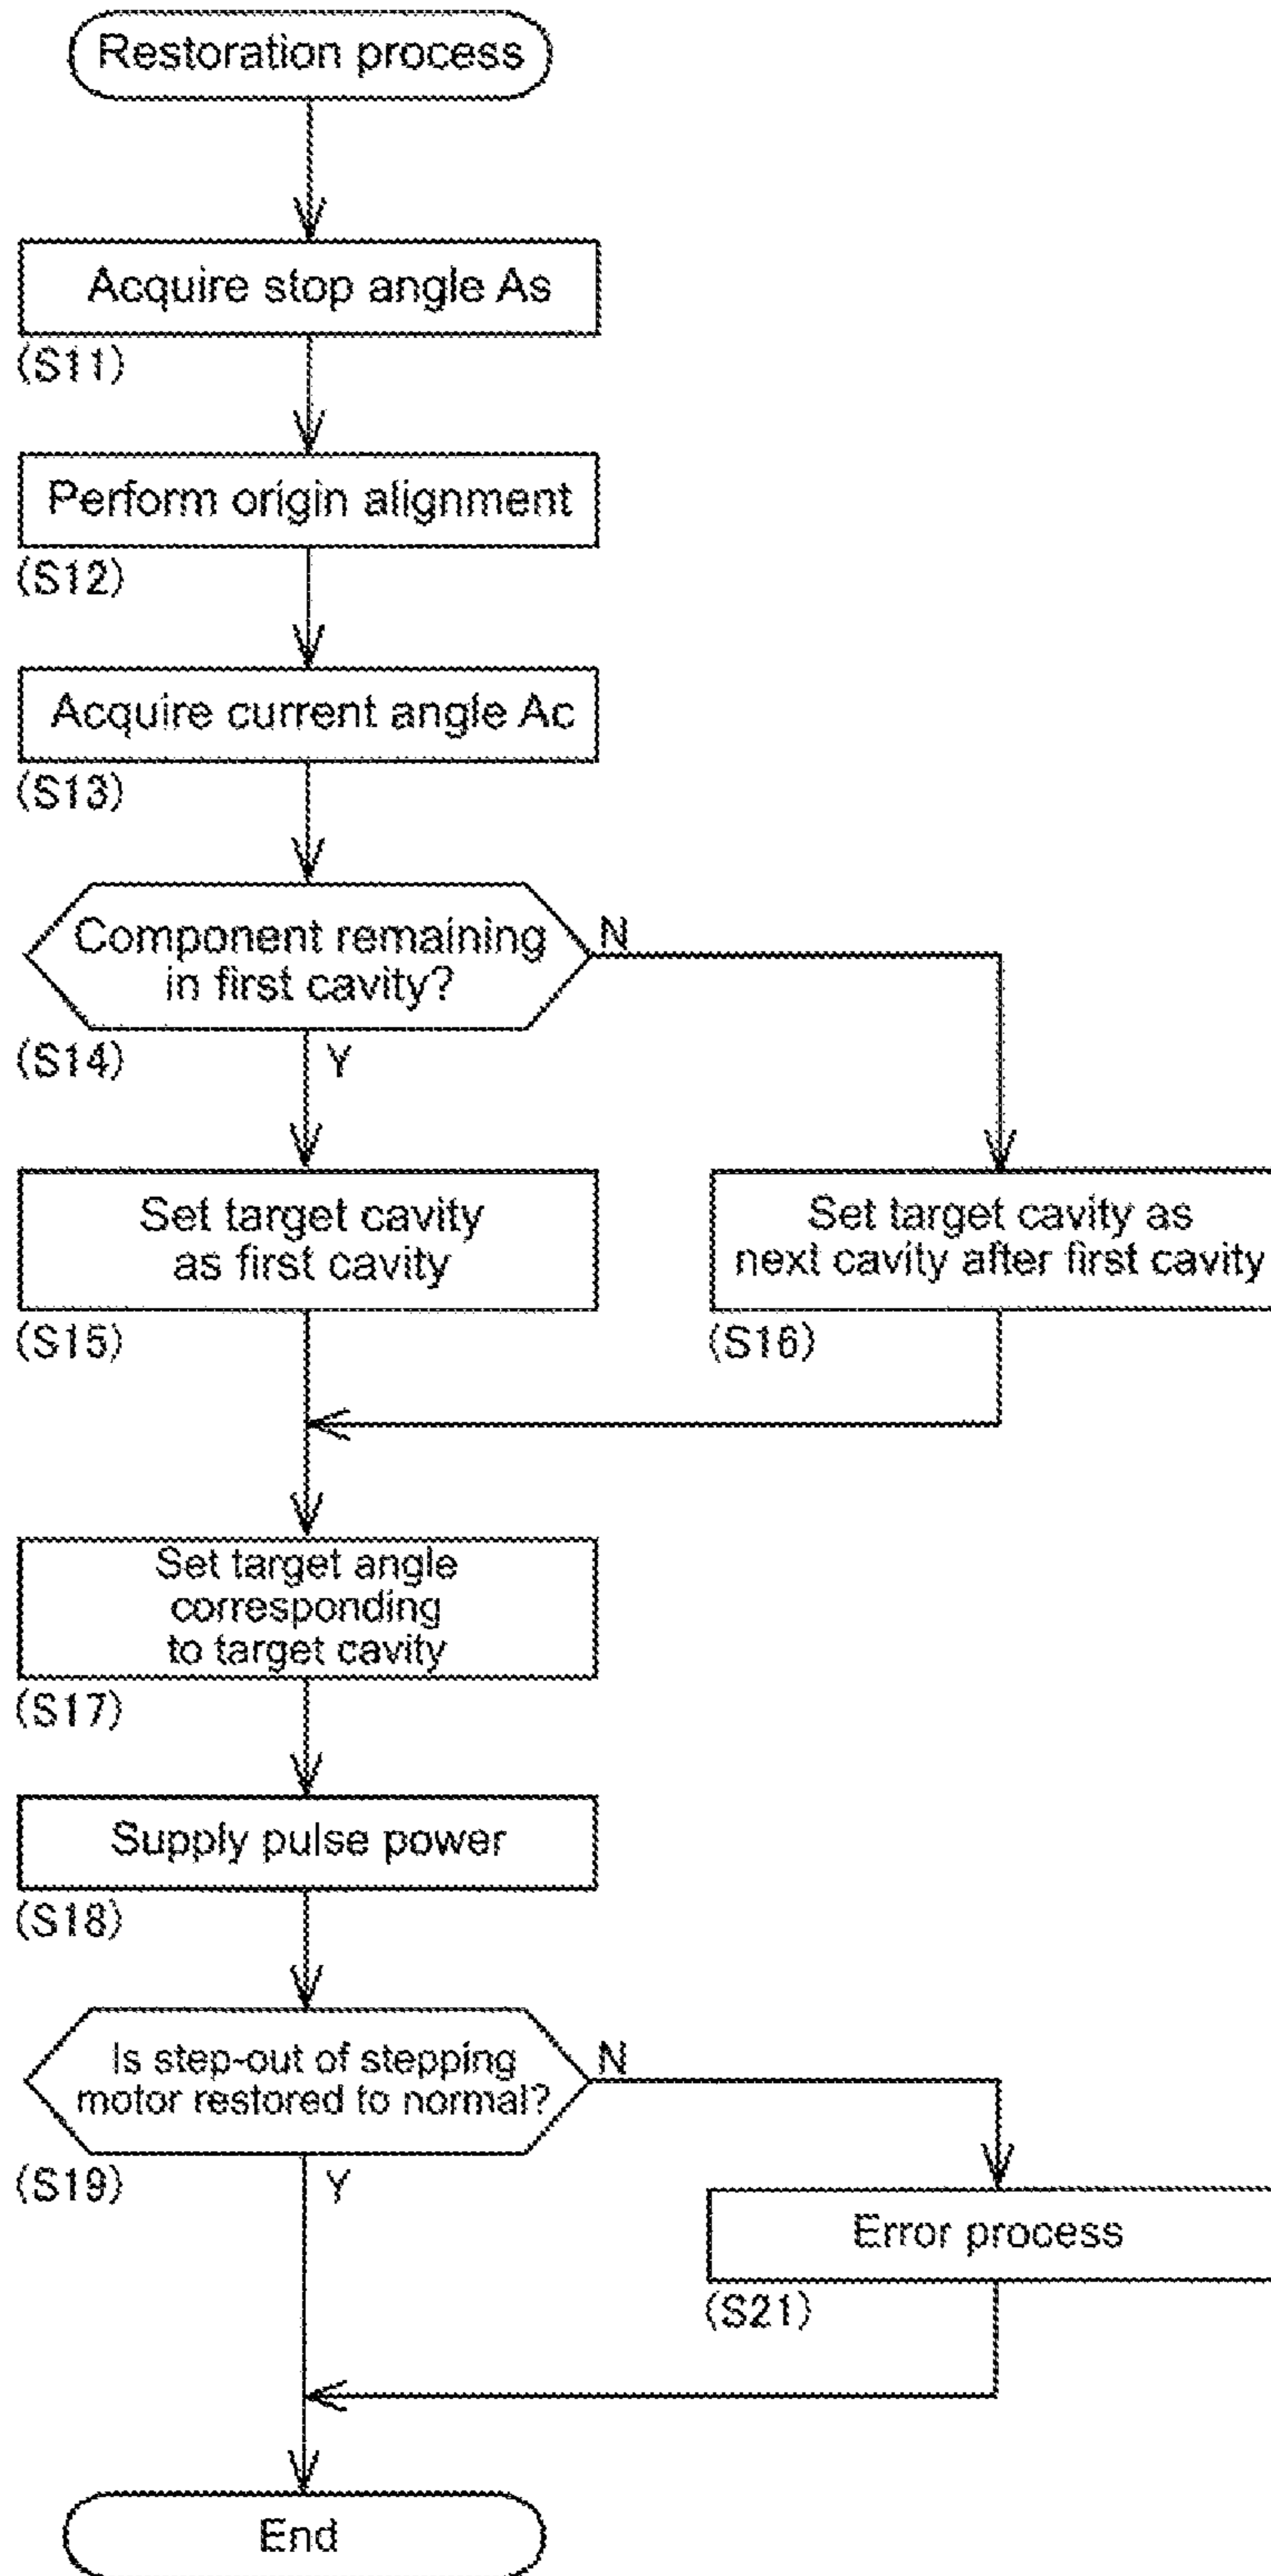 Restoration process
Acquire stop angle As
(S11)
Perform origin alignment
(S12)
Acquire current angle Ac
(S13)
Component remaining
in first cavity?
N
(S14)
Y
Set target cavity
as first cavity
(S15)
Set target cavity as
next cavity after first cavity
(S16)
Set target angle
corresponding
to target cavity
(S17)
Supply pulse power
(S18)
Is step-out of stepping
motor restored to normal?
N
(S19)
Y
Error process
(S21)
End